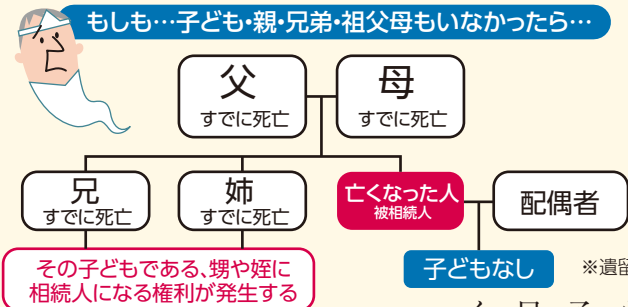 もしも…子ども・親・兄弟・祖父母もいなかったら…
父
すでに死亡
母
すでに死亡
兄
すでに死亡
姉
すでに死亡
亡くなった人
被相続人
配偶者
その子どもである、甥や姪に
相続人になる権利が発生する
子どもなし
※遺留